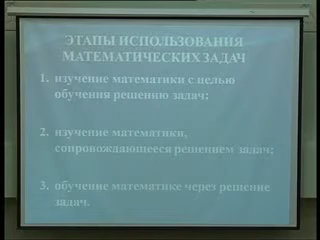 ЭТАПЫ ИСПОЛЬЗОВАНИЯ
МАТЕМАТИЧЕСКИХ ЗАДАЧ
1. изучение математики с целью
обучения решению задач;
2. изучение математики,
сопровождающееся решением задач;
3. обучение математике через решение
задач.